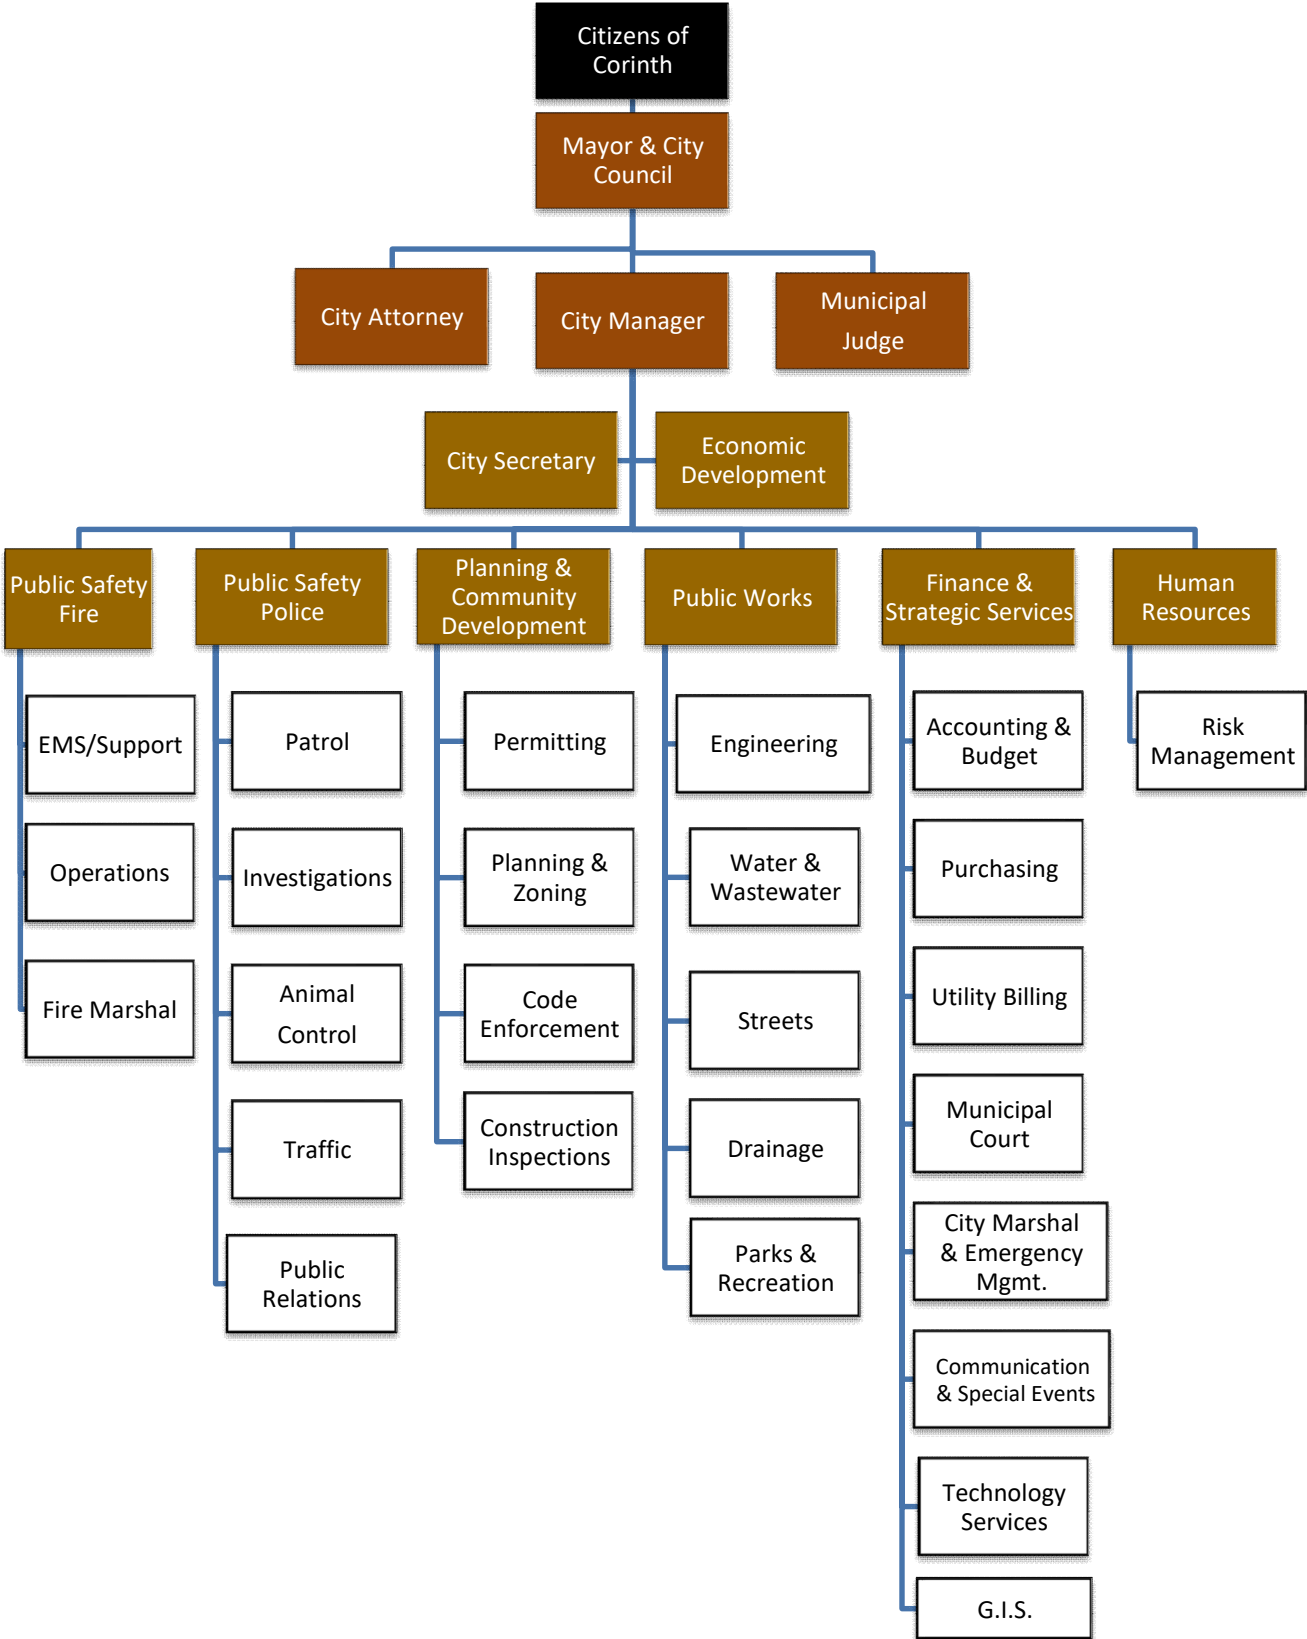 Citizens of
Corinth
Mayor & City
Council
City Attorney
City Manager
Municipal
Judge
City Secretary
Economic
Development
Public Safety
Fire
Public Safety
Police
Planning &
Community
Development
Public Works
Finance &
Strategic Services
Human
Resources
EMS/Support
Operations
Fire Marshal
Patrol
Investigations
Animal
Control
Traffic
Public
Relations
Permitting
Planning &
Zoning
Code
Enforcement
Construction
Inspections
Engineering
Water &
Wastewater
Streets
Drainage
Parks &
Recreation
Accounting &
Budget
Purchasing
Utility Billing
Municipal
Court
City Marshal
& Emergency
Mgmt.
Communication
& Special Events
Technology
Services
G.I.S.
Risk
Management